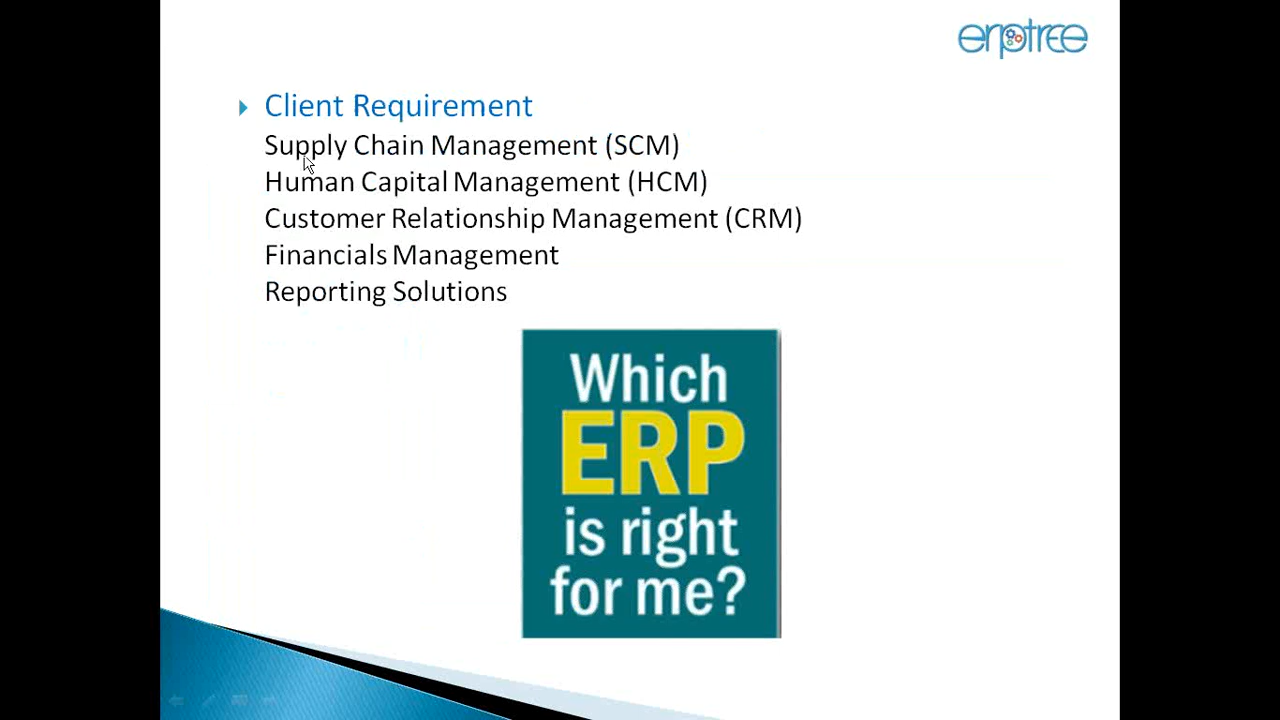 erptree
Client Requirement
Supply Chain Management (SCM)
Human Capital Management (HCM)
Customer Relationship Management (CRM)
Financials Management
Reporting Solutions
Which
ERP
is right
for me?